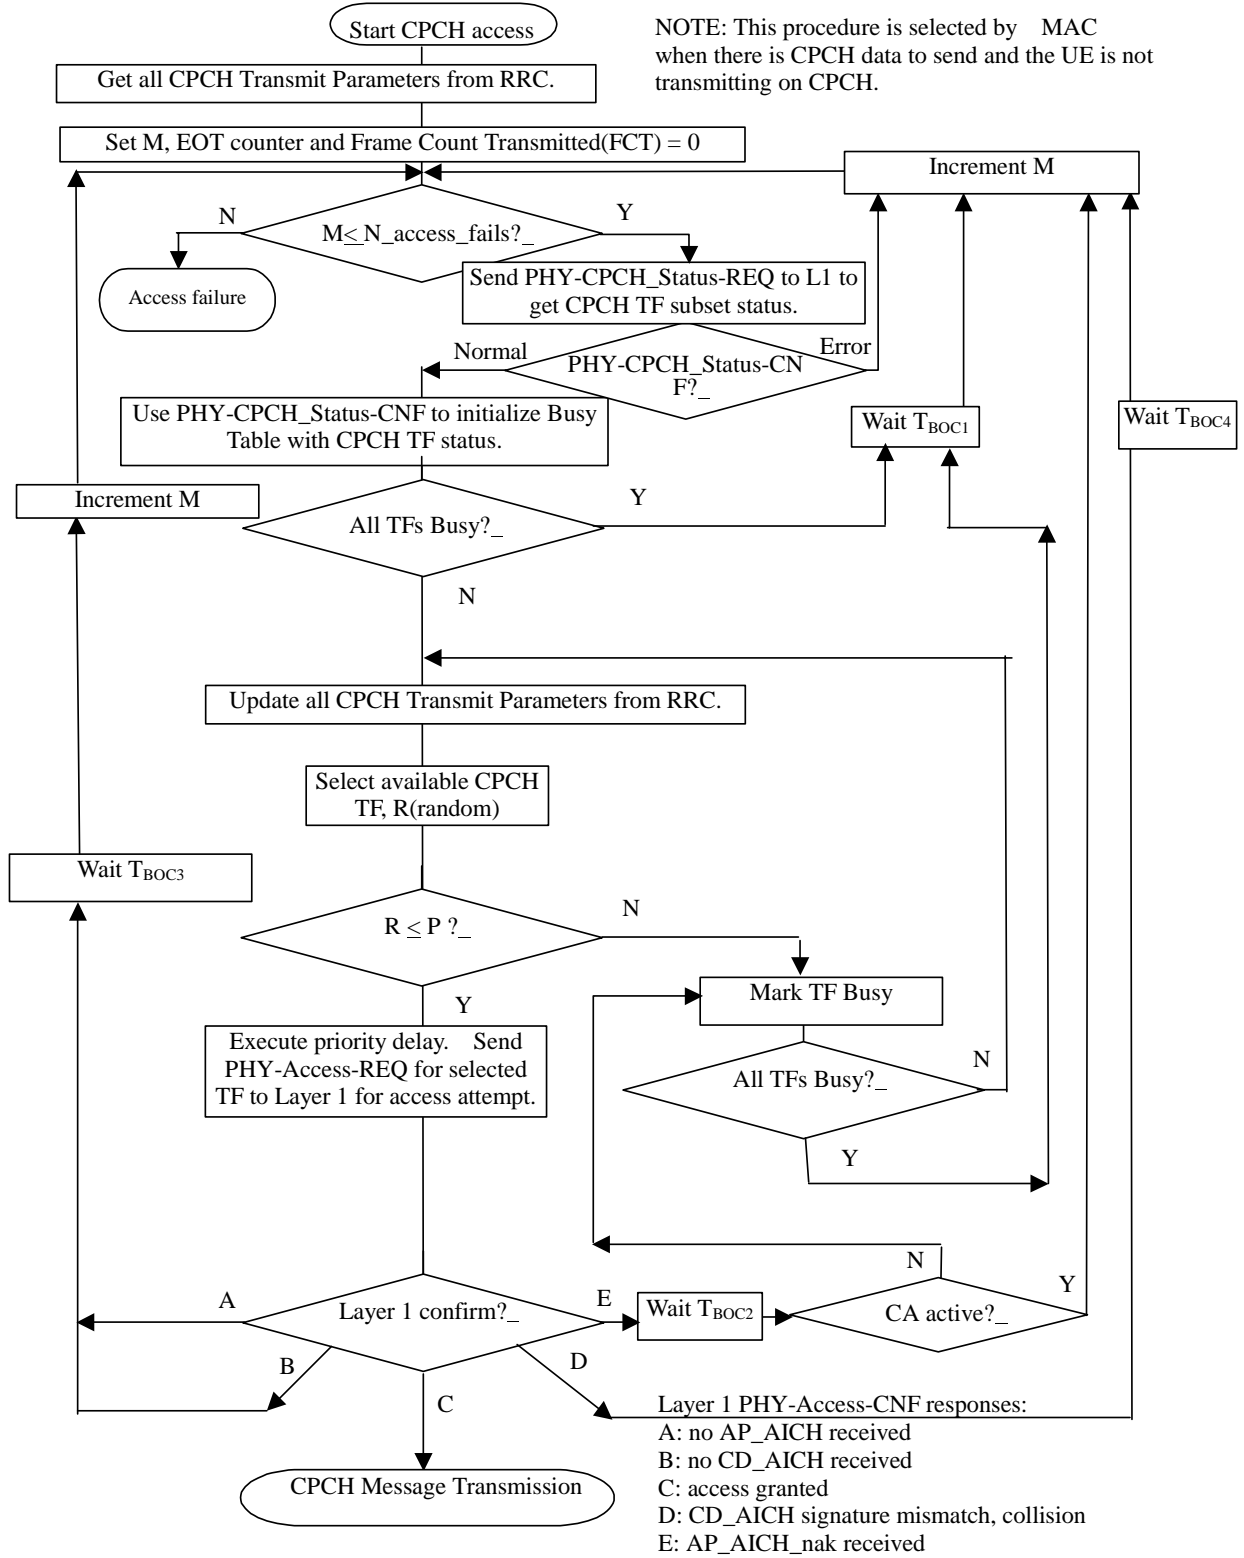 Start CPCH access
NOTE: This procedure is selected by MAC
when there is CPCH data to send and the UE is not
transmitting on CPCH.
Get all CPCH Transmit Parameters from RRC.
Set M, EOT counter and Frame Count Transmitted(FCT) = 0
Increment M
N
Y
M≤N_access_fails?_
Access failure
Send PHY-CPCH_Status-REQ to L1 to
get CPCH TF subset status.
Normal
Error
PHY-CPCH_Status-CN
F?_
Use PHY-CPCH_Status-CNF to initialize Busy
Table with CPCH TF status.
Wait TBOC1
Wait TBOC4
Increment M
Y
All TFs Busy?_
N
Update all CPCH Transmit Parameters from RRC.
Select available CPCH
TF, R(random)
Wait TBOC3
R ≤ P ?_
N
Y
Mark TF Busy
Execute priority delay. Send
PHY-Access-REQ for selected
TF to Layer 1 for access attempt.
All TFs Busy?_
N
Y
N
Y
A
Layer 1 confirm?_
E
Wait TBOC2
CA active?_
B
D
C
CPCH Message Transmission
Layer 1 PHY-Access-CNF responses:
A: no AP_AICH received
B: no CD_AICH received
C: access granted
D: CD_AICH signature mismatch, collision
E: AP_AICH_nak received